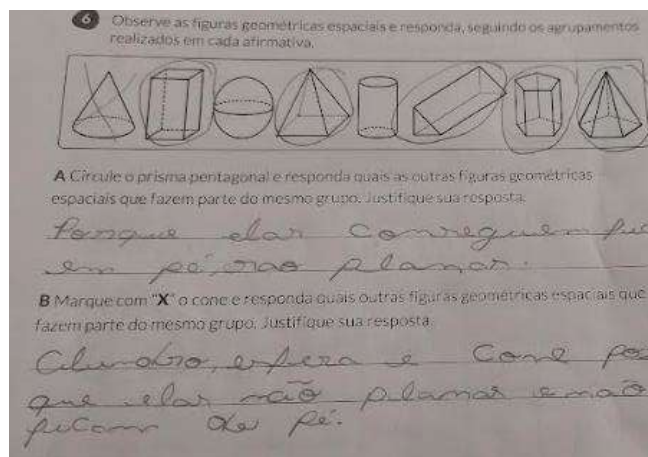 6 Observe as figuras geométricas espaciais e responda, seguindo os agrupamentos
realizados em cada afirmativa.
A Circule o prisma pentagonal e responda quais as outras figuras geométricas
espaciais que fazem parte do mesmo grupo. Justifique sua resposta.
Porque elas conseguem fic
em pé,
planas.
B Marque com "X" o cone e responda quais outras figuras geométricas espaciais que
fazem parte do mesmo grupo. Justifique sua resposta.
Cilindro, esfera e Cone por
que elas não planas e não
ficam de pé.